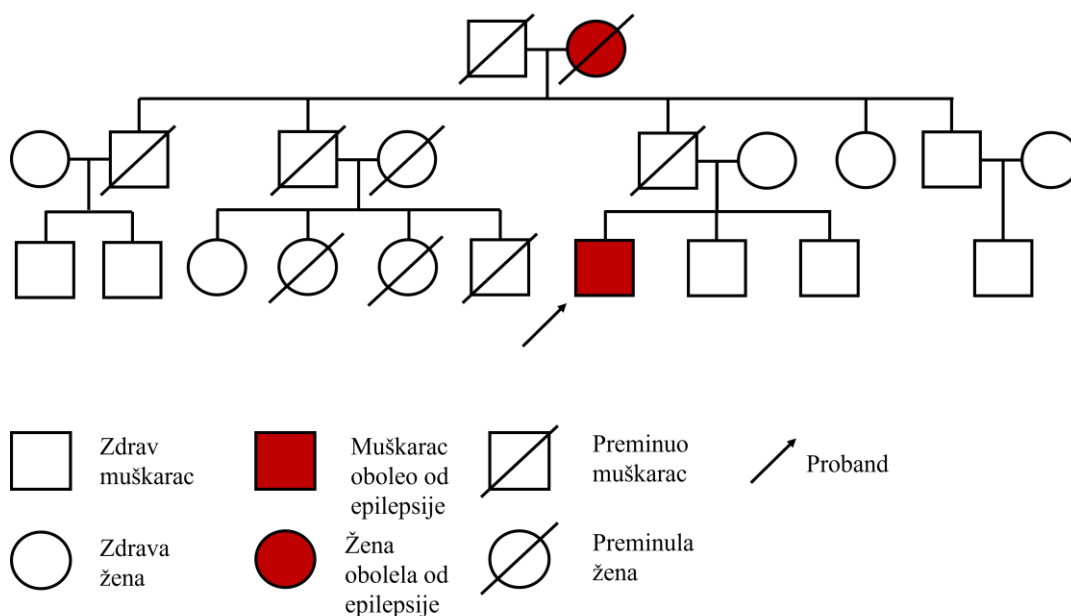 Zdrav
muškarac
Muškarac
oboleo od
epilepsije
Preminuo
muškarac
Proband
Zdrava
žena
Žena
obolela od
epilepsije
Preminula
žena